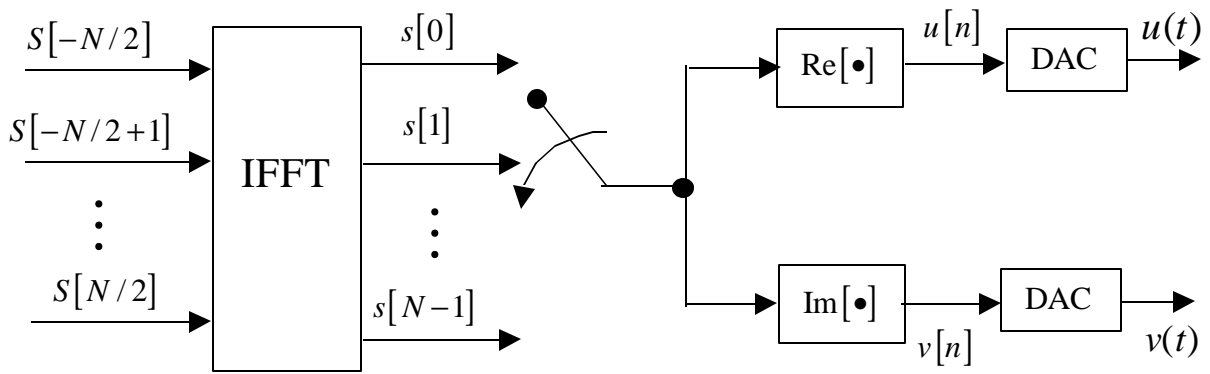 S[−N/2]
S[−N/2+1]
⋮
S[N/2]
IFFT
s[0]
s[1]
⋮
s[N−1]
Re[•]
u[n]
DAC
u(t)
Im[•]
v[n]
DAC
v(t)